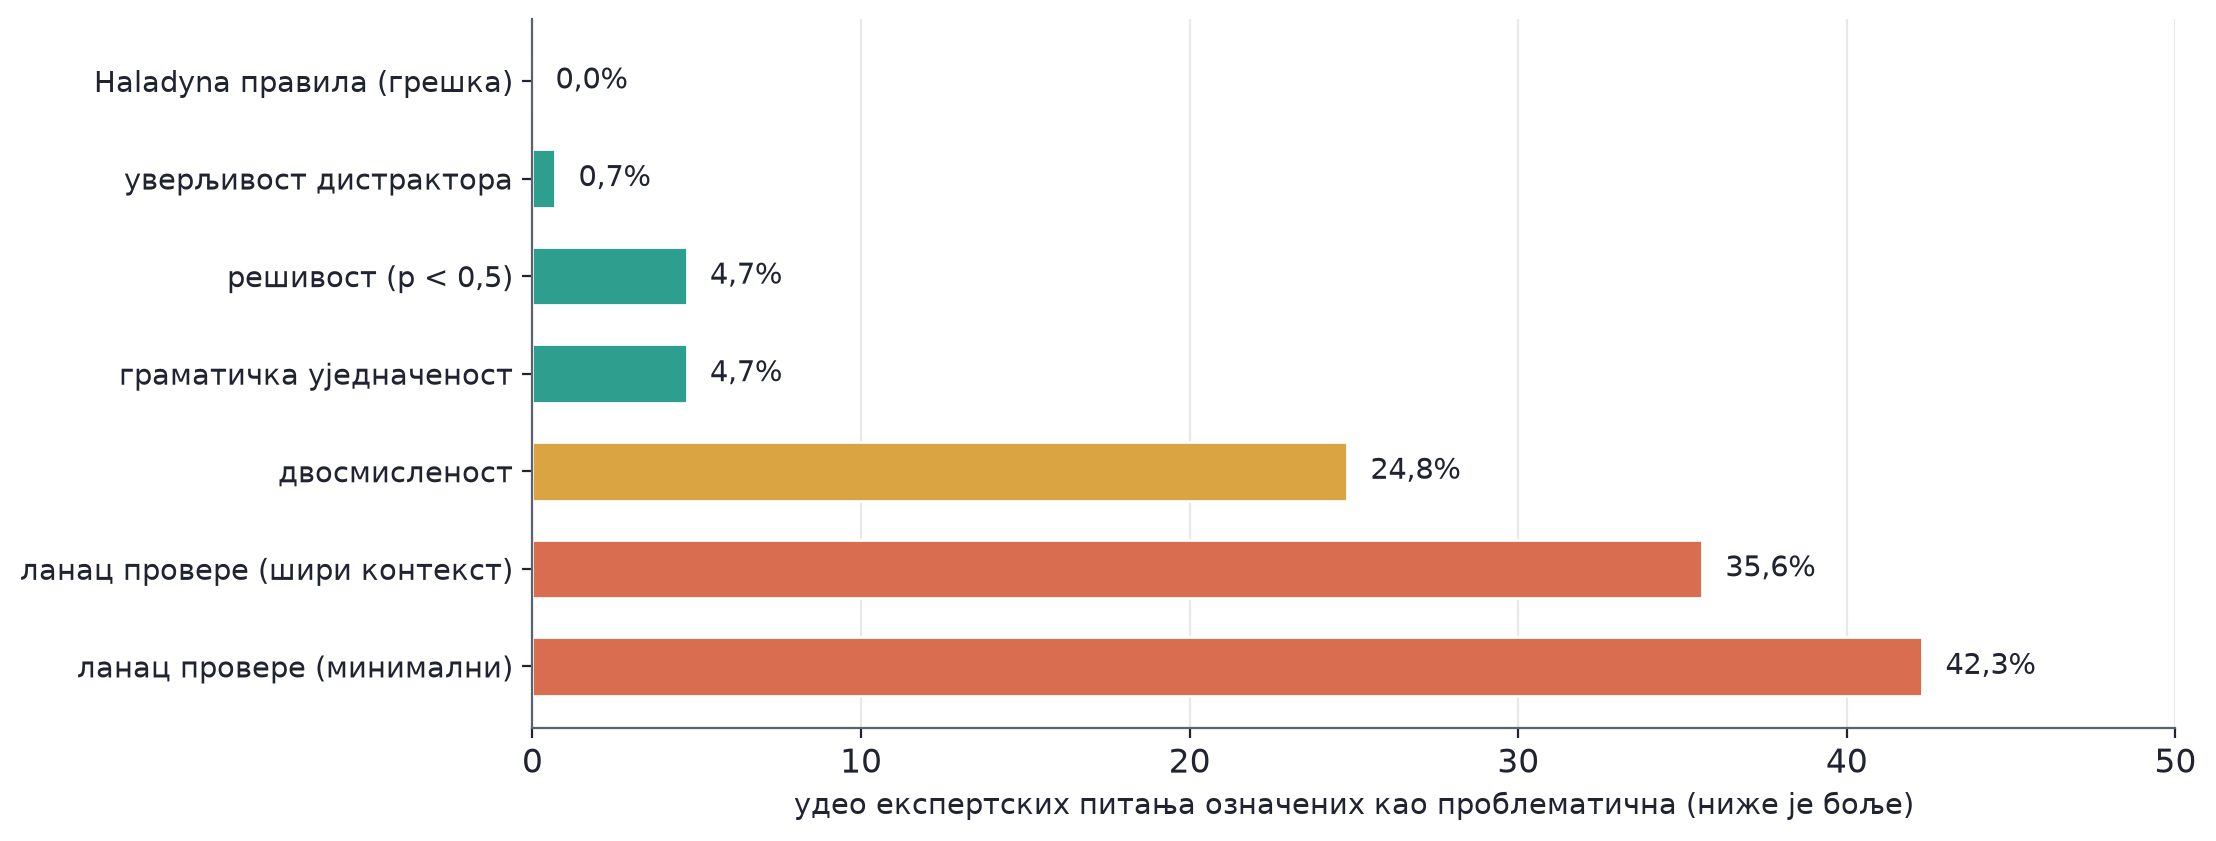 Haladyna правила (грешка)
0,0%
уверљивост дистрактора
0,7%
решивост (p < 0,5)
4,7%
граматичка уједначеност
4,7%
двосмисленост
24,8%
ланац провере (шири контекст)
35,6%
ланац провере (минимални)
42,3%
0 10 20 30 40 50
удео експертских питања означених као проблематична (ниже је боље)